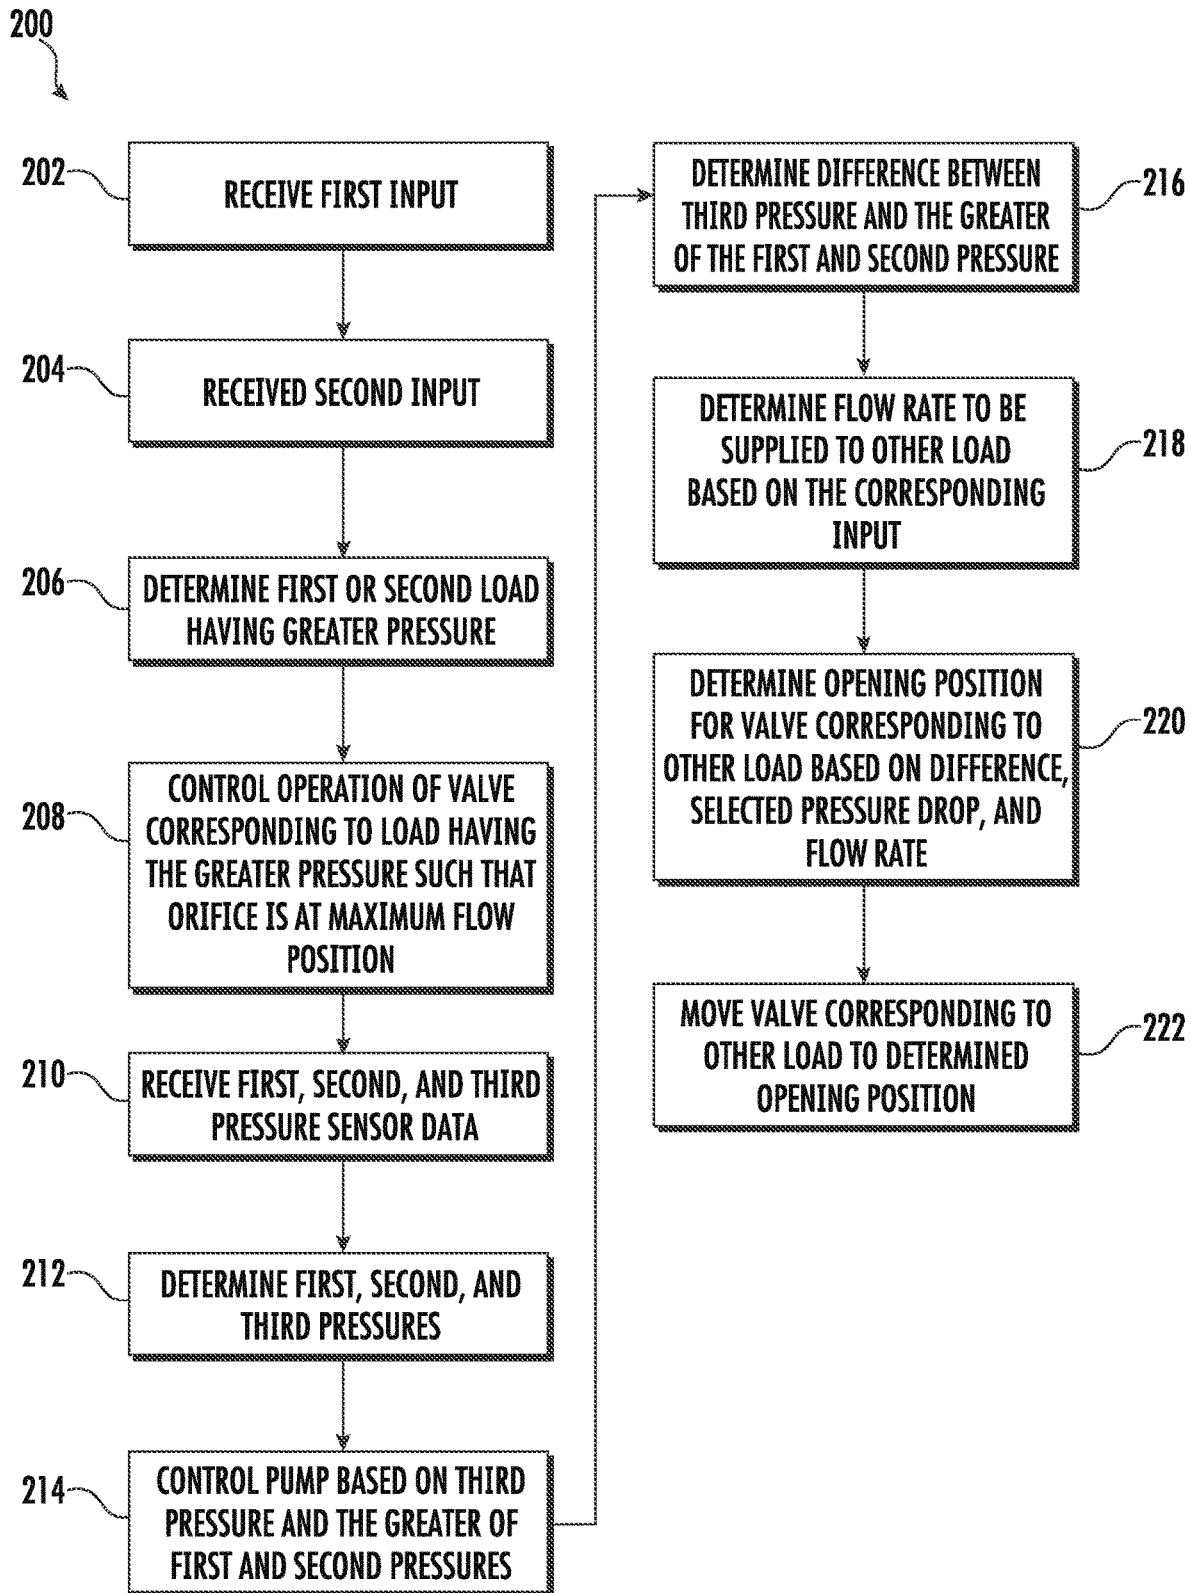 200
202
RECEIVE FIRST INPUT
204
RECEIVED SECOND INPUT
206
DETERMINE FIRST OR SECOND LOAD
HAVING GREATER PRESSURE
208
CONTROL OPERATION OF VALVE
CORRESPONDING TO LOAD HAVING
THE GREATER PRESSURE SUCH THAT
ORIFICE IS AT MAXIMUM FLOW
POSITION
210
RECEIVE FIRST, SECOND, AND THIRD
PRESSURE SENSOR DATA
212
DETERMINE FIRST, SECOND, AND
THIRD PRESSURES
214
CONTROL PUMP BASED ON THIRD
PRESSURE AND THE GREATER OF
FIRST AND SECOND PRESSURES
DETERMINE DIFFERENCE BETWEEN
THIRD PRESSURE AND THE GREATER
OF THE FIRST AND SECOND PRESSURE
216
DETERMINE FLOW RATE TO BE
SUPPLIED TO OTHER LOAD
BASED ON THE CORRESPONDING
INPUT
218
DETERMINE OPENING POSITION
FOR VALVE CORRESPONDING TO
OTHER LOAD BASED ON DIFFERENCE,
SELECTED PRESSURE DROP, AND
FLOW RATE
220
MOVE VALVE CORRESPONDING TO
OTHER LOAD TO DETERMINED
OPENING POSITION
222